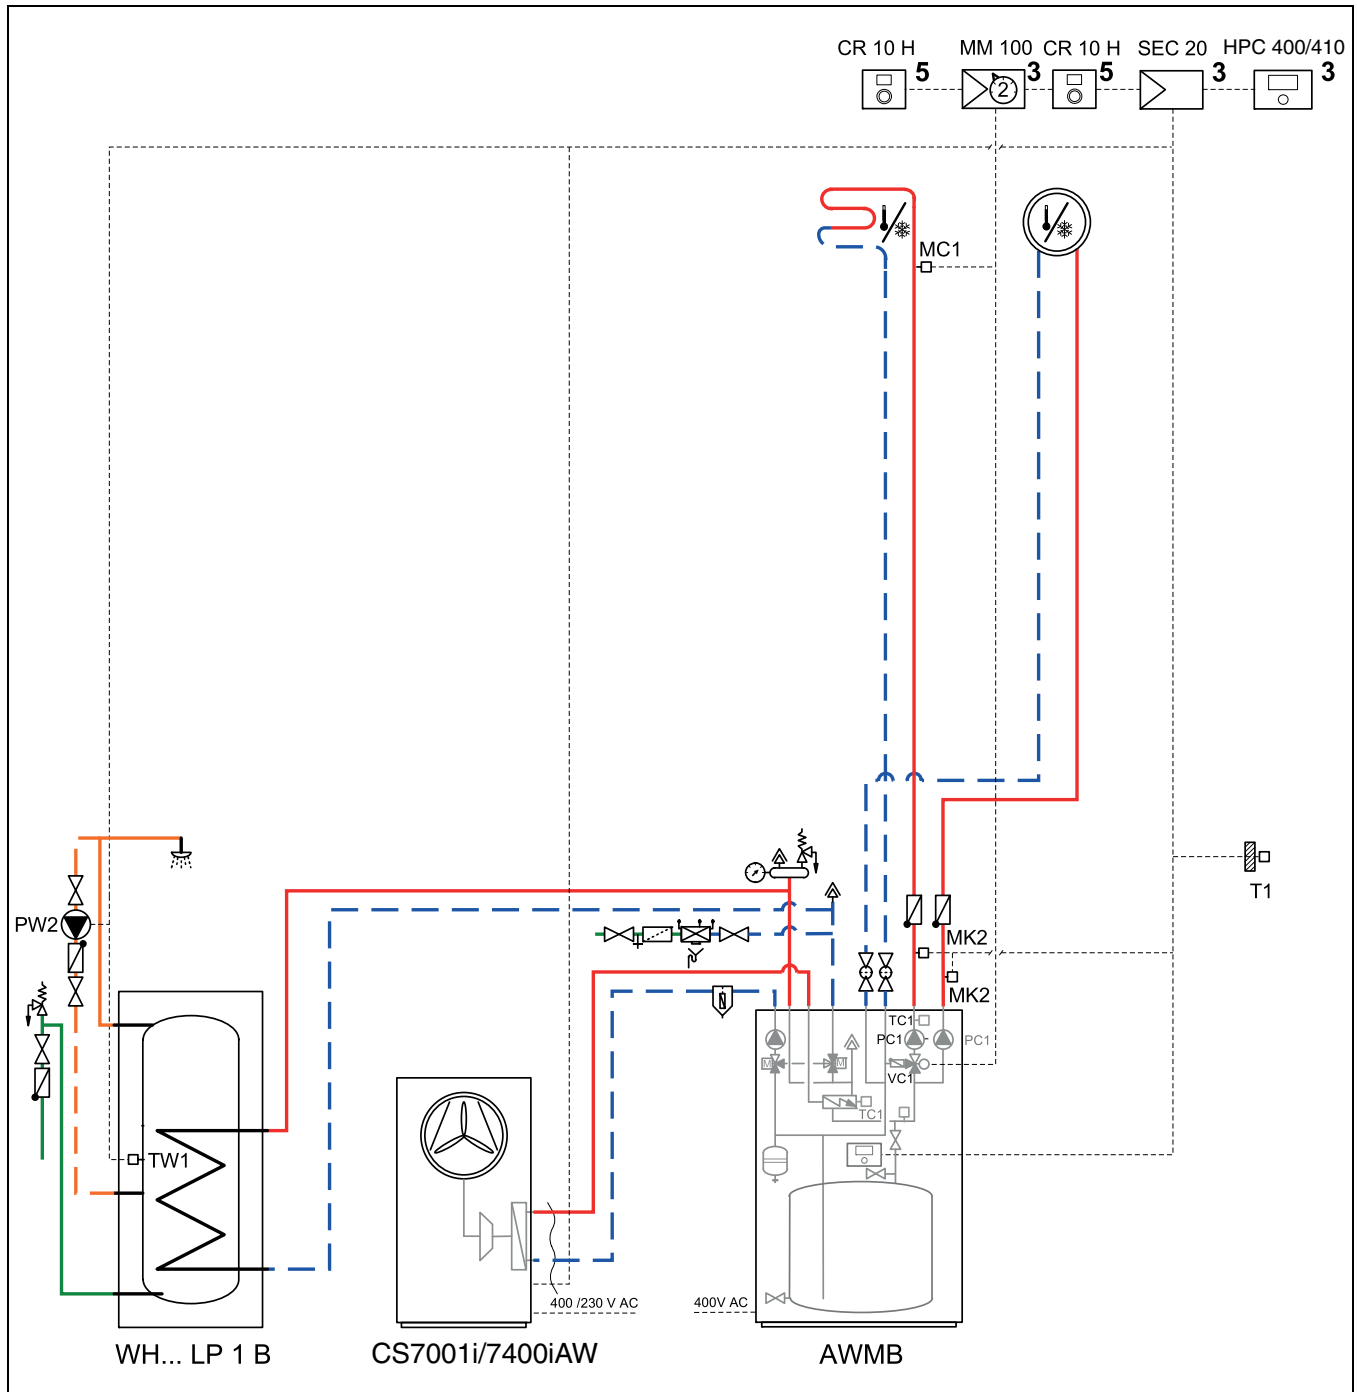 CR 10 H MM 100 CR 10 H SEC 20 HPC 400/410
5 3 5 3 3
2
MC1
PW2
MK2
MK2
T1
TC1
PC1 PC1
M M
VC1
TC1
TW1
400 /230 V AC
400V AC
WH... LP 1 B
CS7001i/7400iAW
AWMB